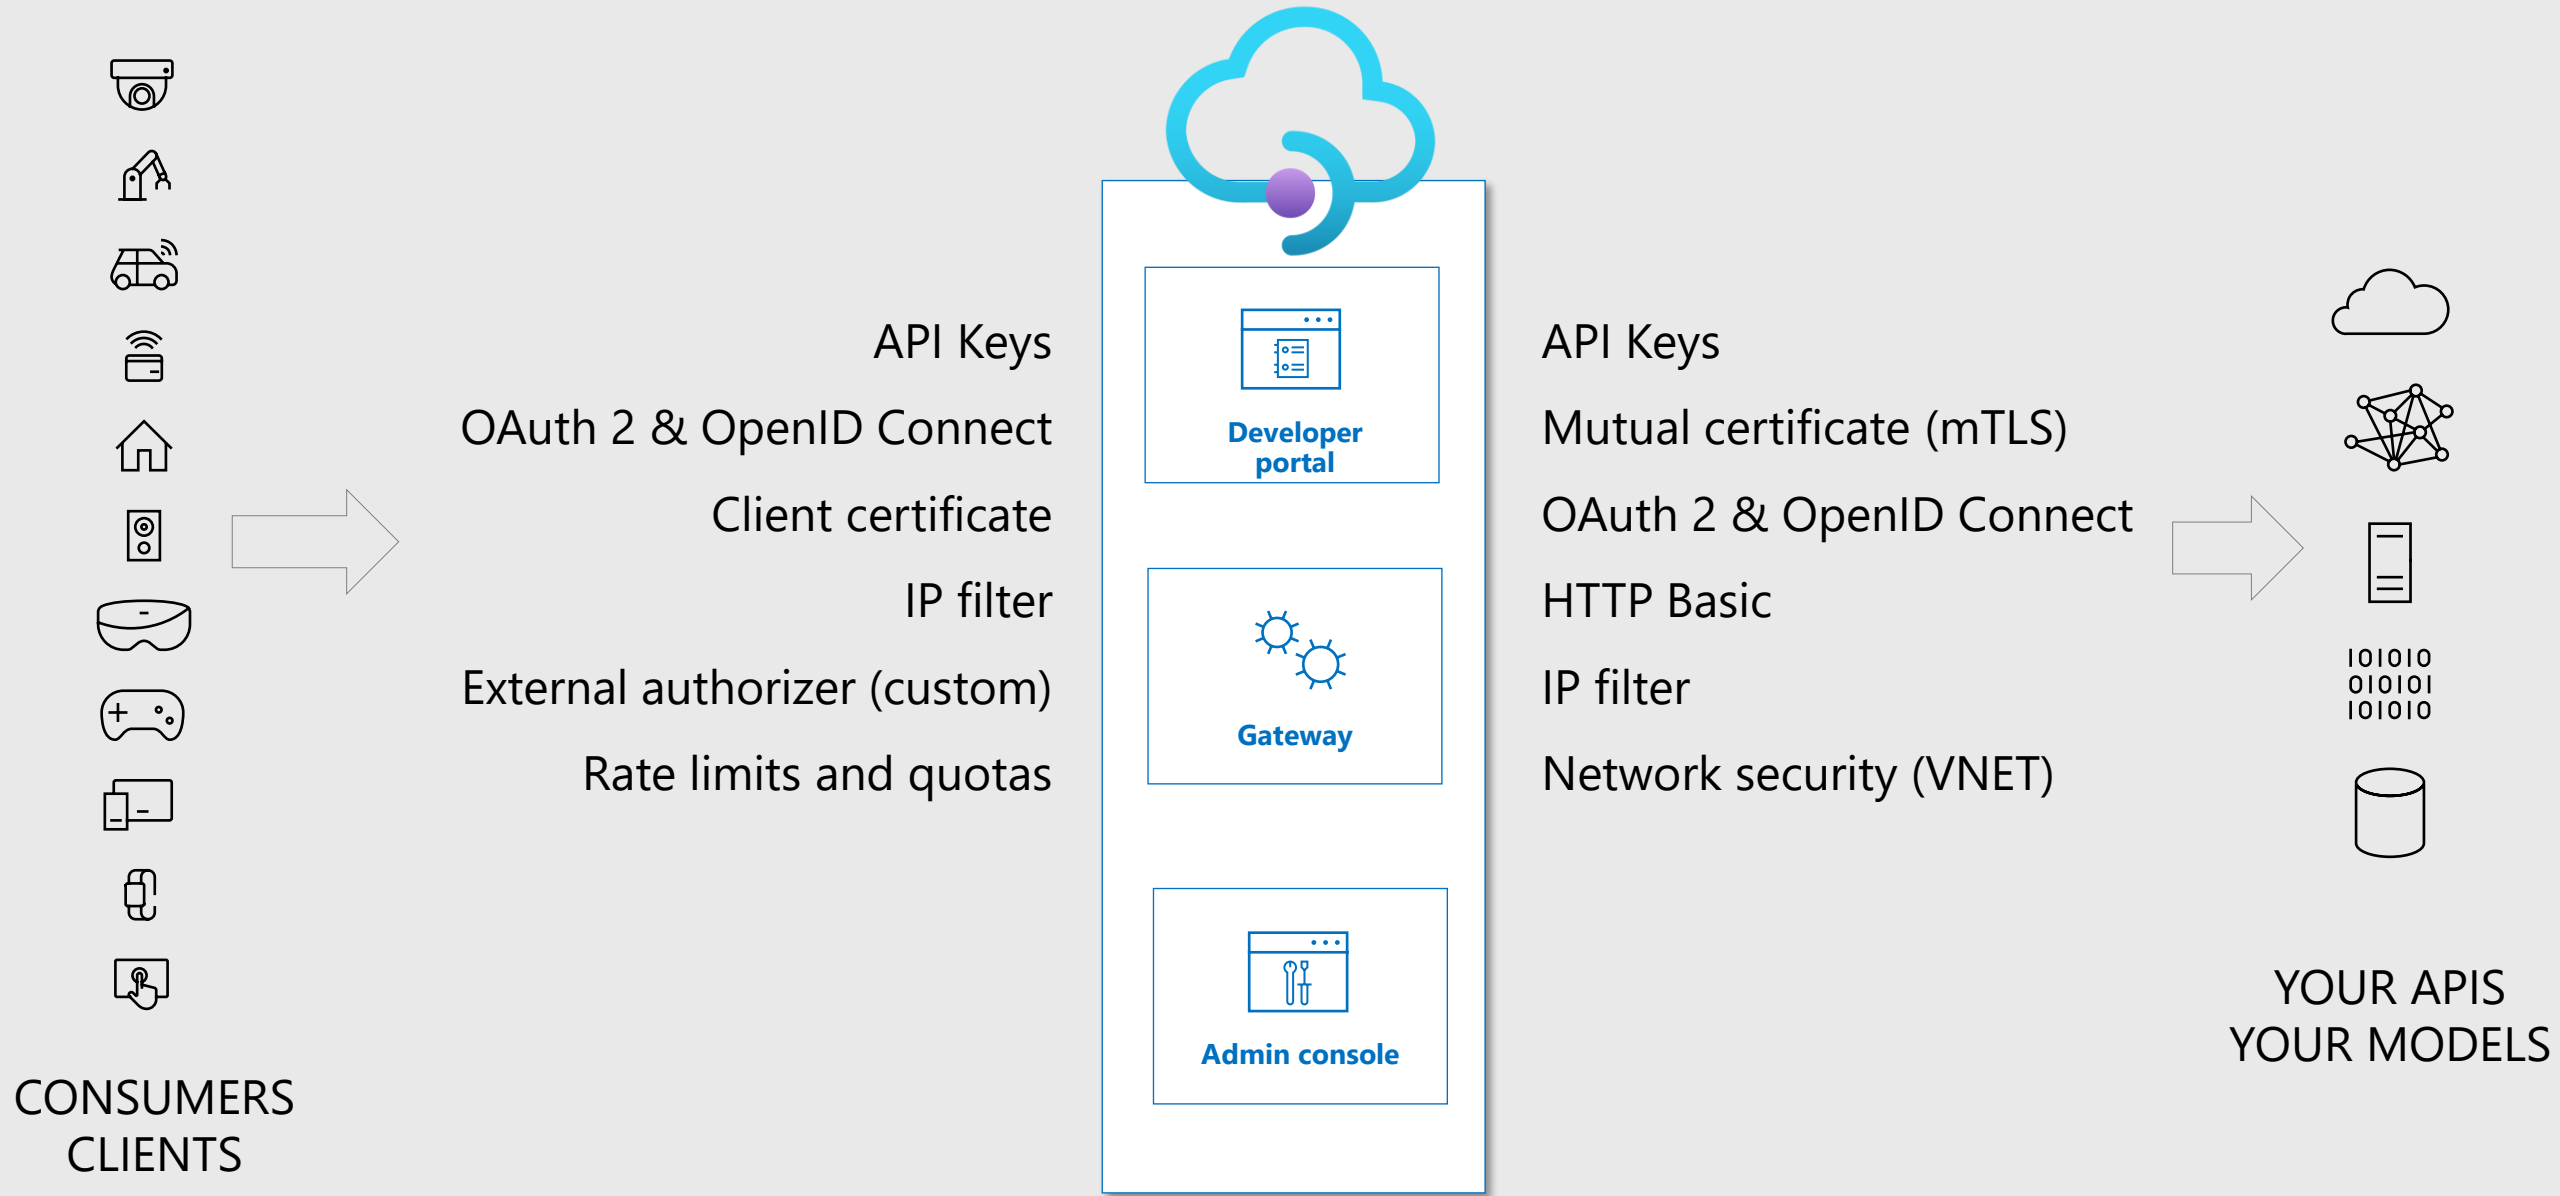 API Keys
OAuth 2 & OpenID Connect
Client certificate
IP filter
External authorizer (custom)
Rate limits and quotas
CONSUMERS
CLIENTS
Developer
portal
Gateway
Admin console
API Keys
Mutual certificate (mTLS)
OAuth 2 & OpenID Connect
HTTP Basic
IP filter
Network security (VNET)
101010
010101
101010
YOUR APIS
YOUR MODELS